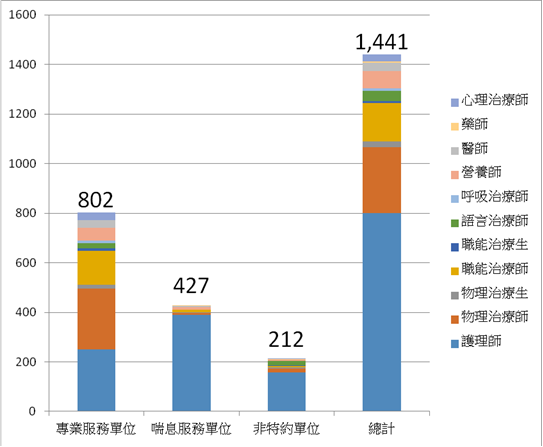 1600
1400
1200
1000
800
600
400
200
0
802
427
212
1,441
專業服務單位
喘息服務單位
非特約單位
總計
心理治療師
藥師
醫師
營養師
呼吸治療師
語言治療師
職能治療生
職能治療師
物理治療生
物理治療師
護理師